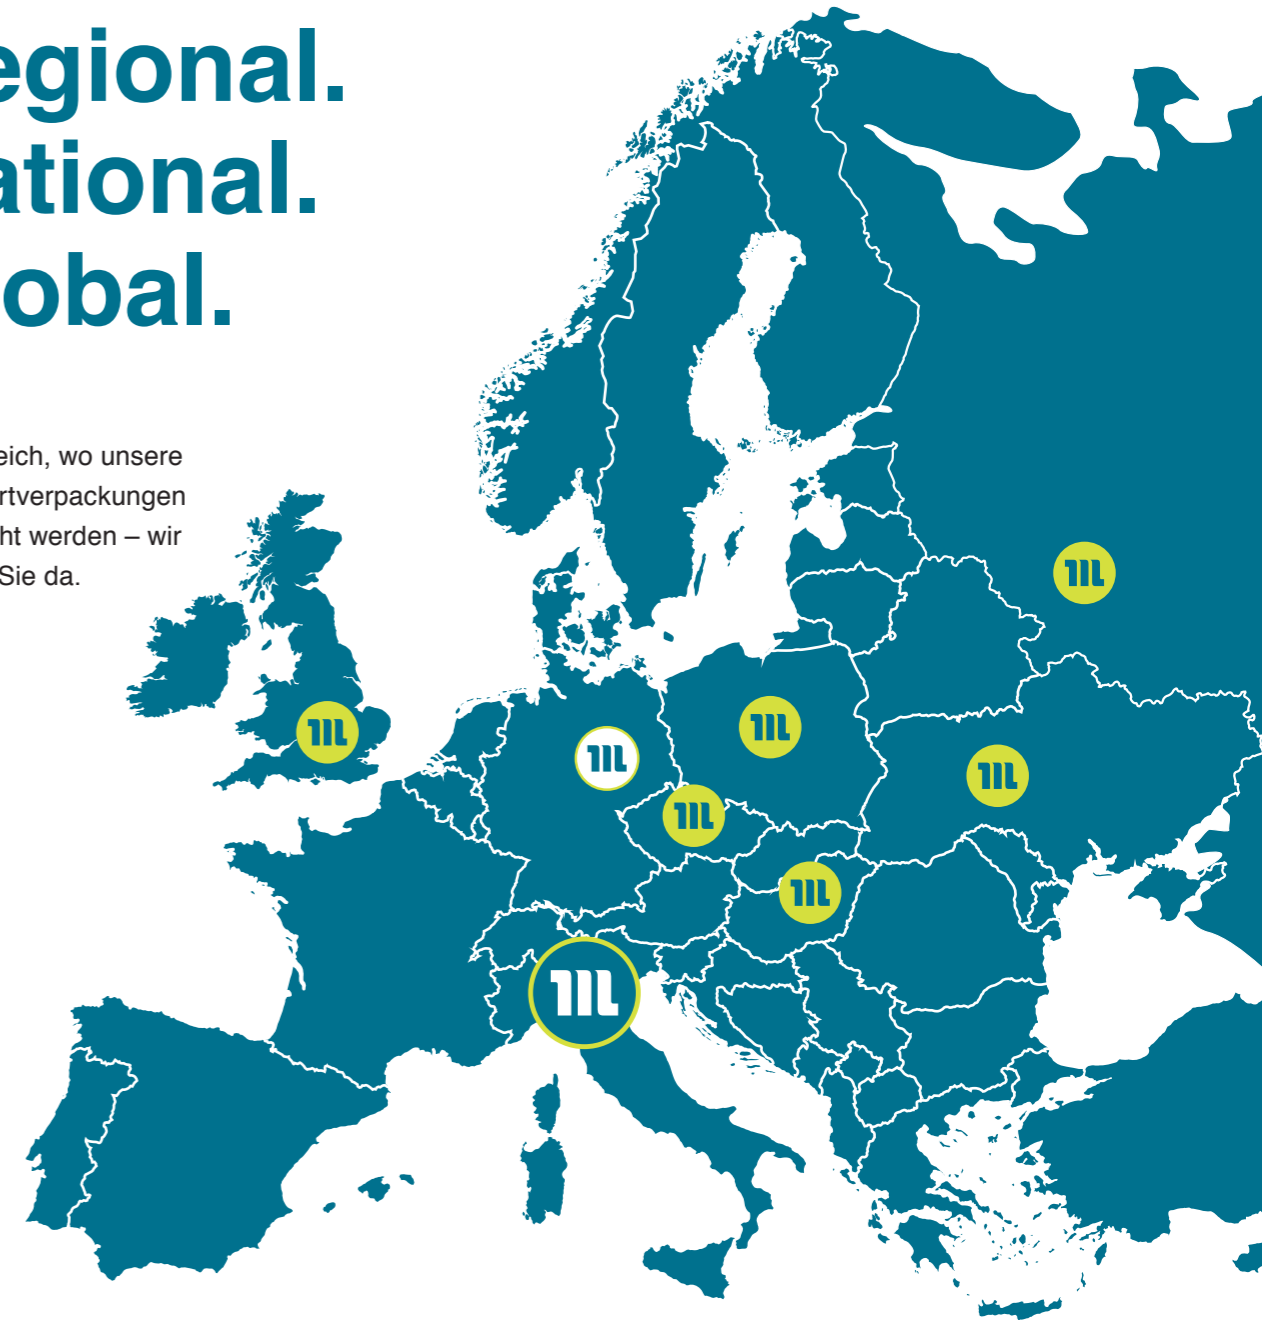 egional.
ational.
obal.
eich, wo unsere
rtverpackungen
ht werden – wir
Sie da.